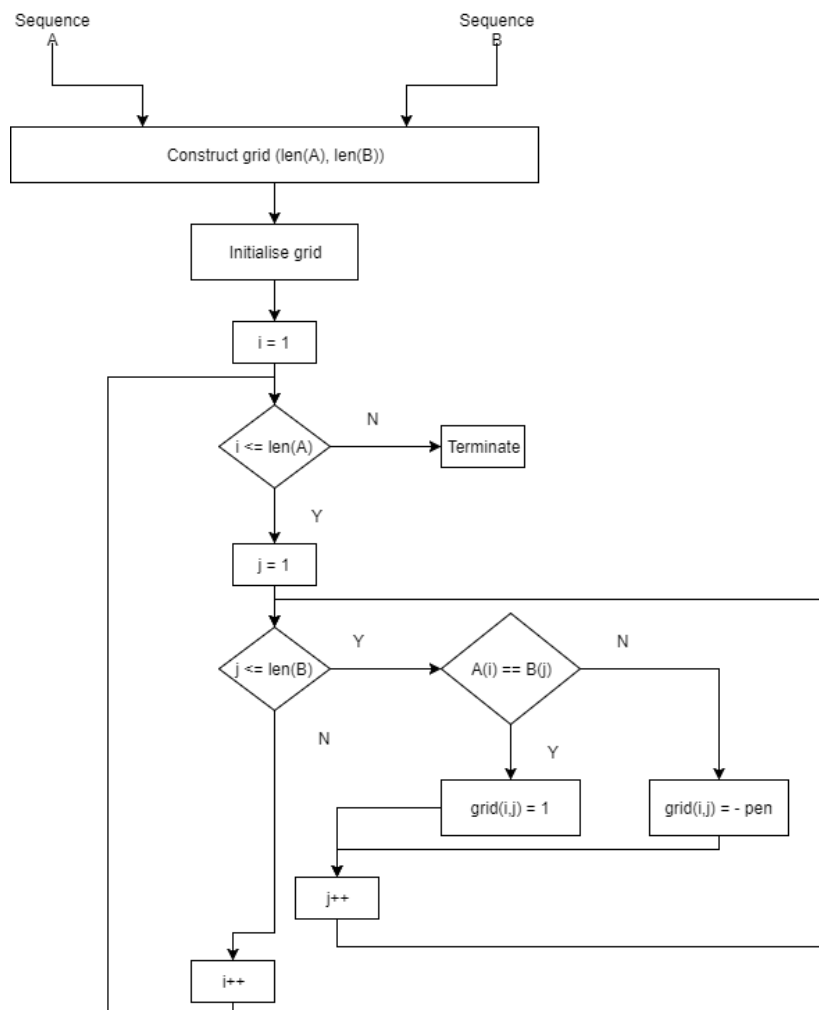 Sequence
A
Sequence
B
Construct grid (len(A), len(B))
Initialise grid
i = 1
i <= len(A)
N
Terminate
Y
j = 1
j <= len(B)
Y
A(i) == B(j)
N
N
Y
grid(i,j) = 1
grid(i,j) = - pen
j++
i++